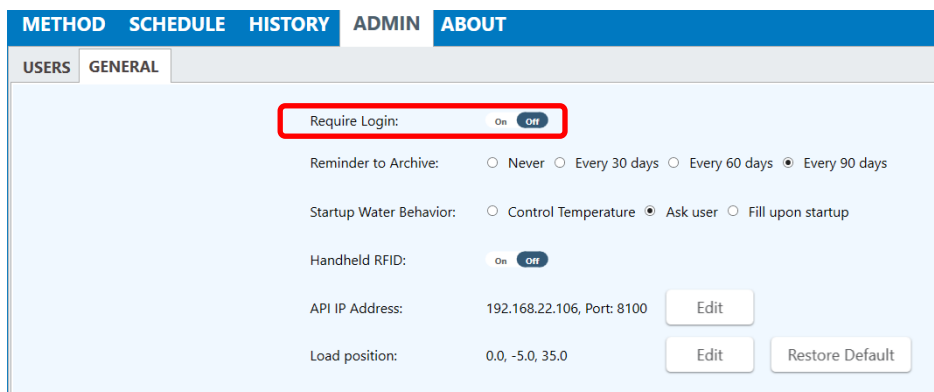 METHOD SCHEDULE HISTORY ADMIN ABOUT
USERS GENERAL
Require Login: On Off
Reminder to Archive: Never Every 30 days Every 60 days Every 90 days
Startup Water Behavior: Control Temperature Ask user Fill upon startup
Handheld RFID: On Off
API IP Address: 192.168.22.106, Port: 8100 Edit
Load position: 0.0, -5.0, 35.0 Edit Restore Default